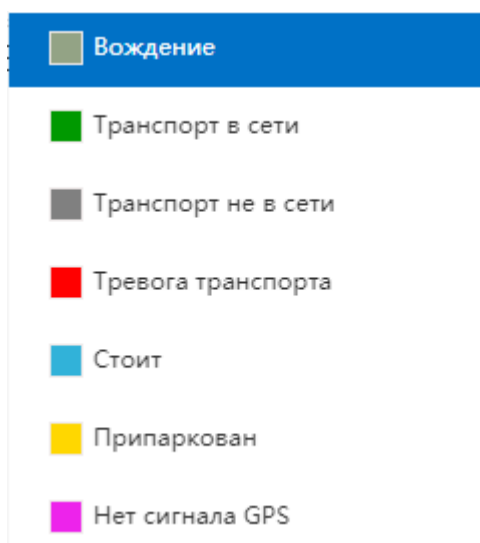 Вождение
Транспорт в сети
Транспорт не в сети
Тревога транспорта
Стоит
Припаркован
Нет сигнала GPS